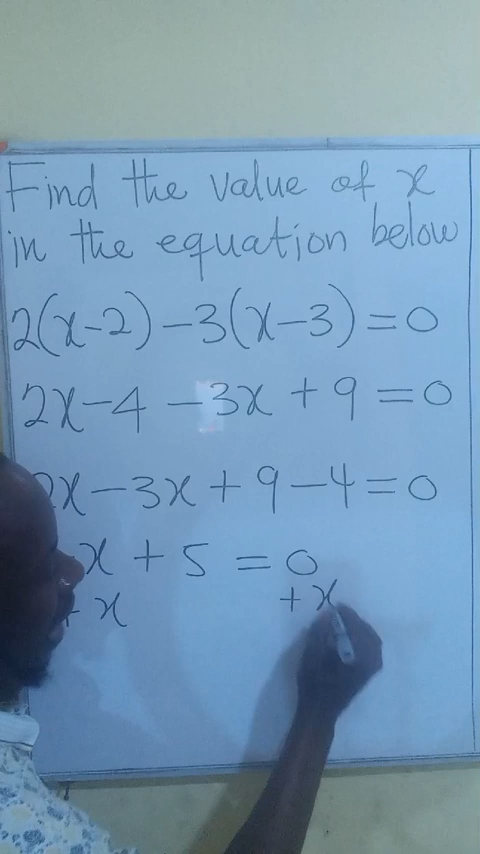 Find the value of x
in the equation below
2(x-2)-3(x-3)=0
2x-4-3x+9=0
2x-3x+9-4=0
x+5=0
+x +x